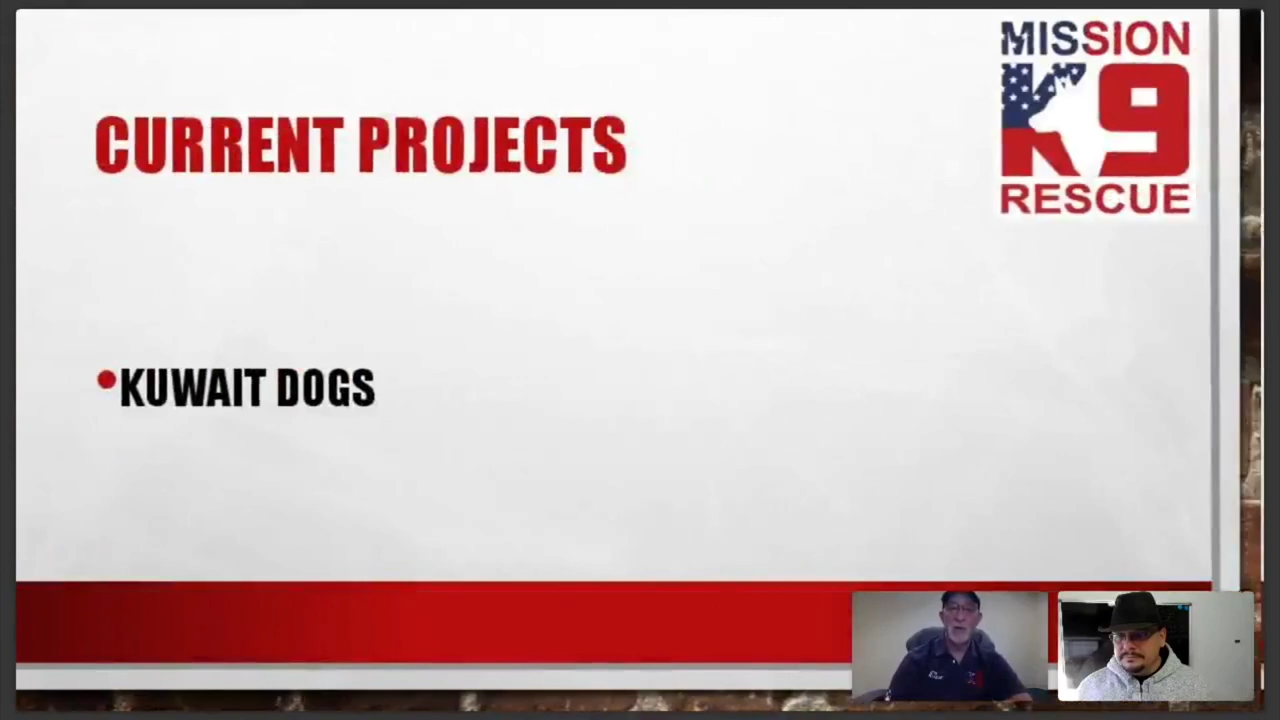 MISSION
K9
RESCUE
CURRENT PROJECTS
•KUWAIT DOGS